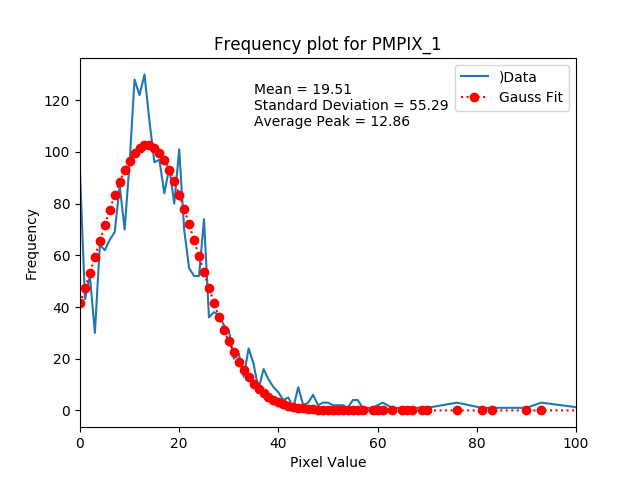 Frequency plot for PMPIX_1
Mean = 19.51
Standard Deviation = 55.29
Average Peak = 12.86
)Data
Gauss Fit
Frequency
120
100
80
60
40
20
0
0 20 40 60 80 100
Pixel Value